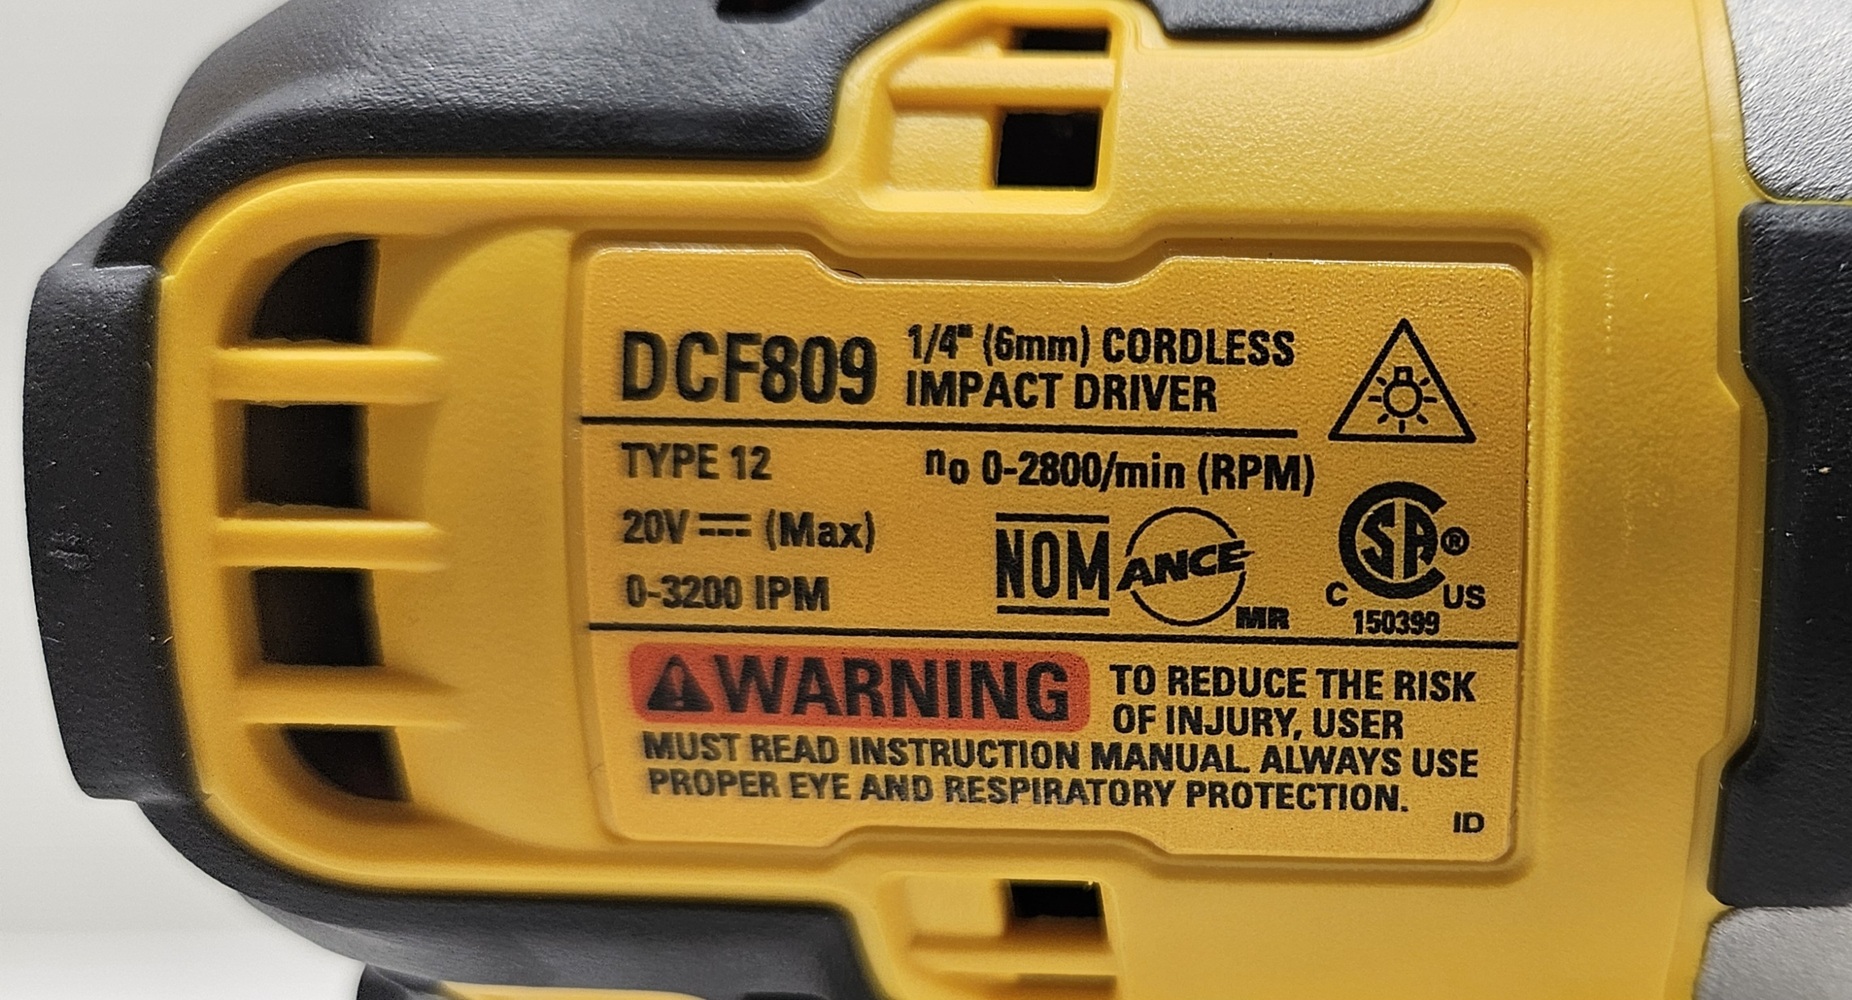 DCF809 1/4" (6mm) CORDLESS
IMPACT DRIVER
TYPE 12 no 0-2800/min (RPM)
20V ⎓ (Max)
0-3200 IPM
NOM ANCE MR
CSA®
C US
150399
WARNING TO REDUCE THE RISK
OF INJURY, USER
MUST READ INSTRUCTION MANUAL. ALWAYS USE
PROPER EYE AND RESPIRATORY PROTECTION.
ID